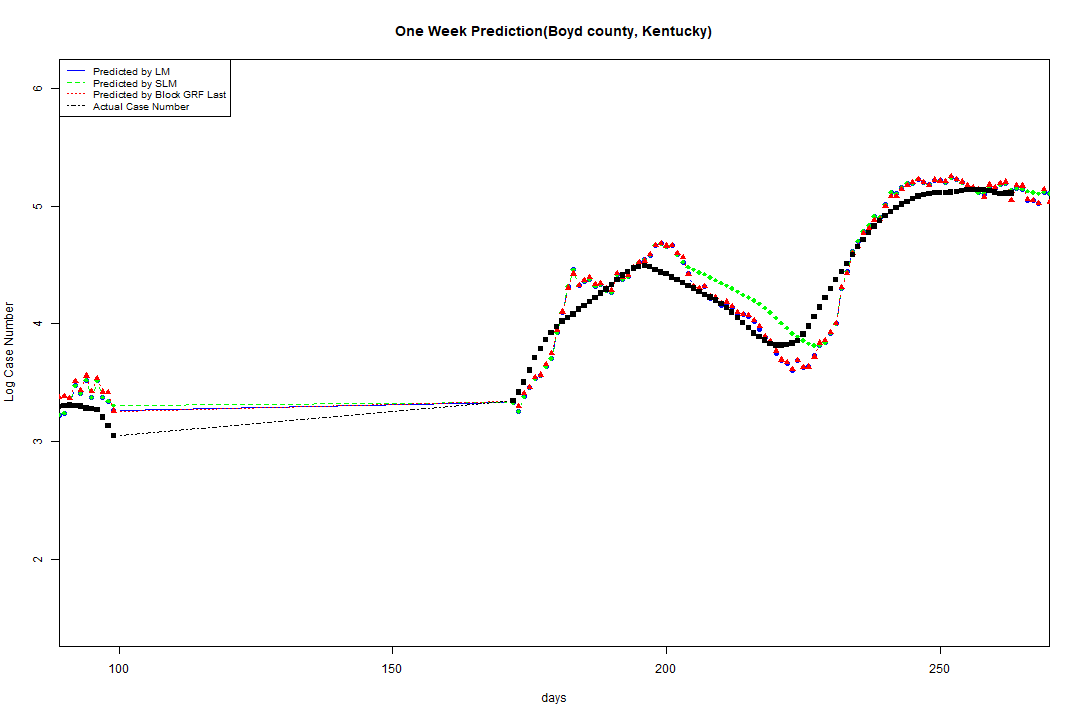 One Week Prediction(Boyd county, Kentucky)
Predicted by LM
Predicted by SLM
Predicted by Block GRF Last
Actual Case Number
6
5
4
3
2
Log Case Number
100
150
200
250
days